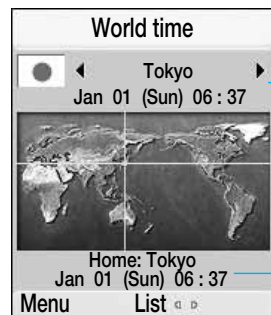 World time
Tokyo
Jan 01 (Sun) 06 : 37
Home: Tokyo
Jan 01 (Sun) 06 : 37
Menu List